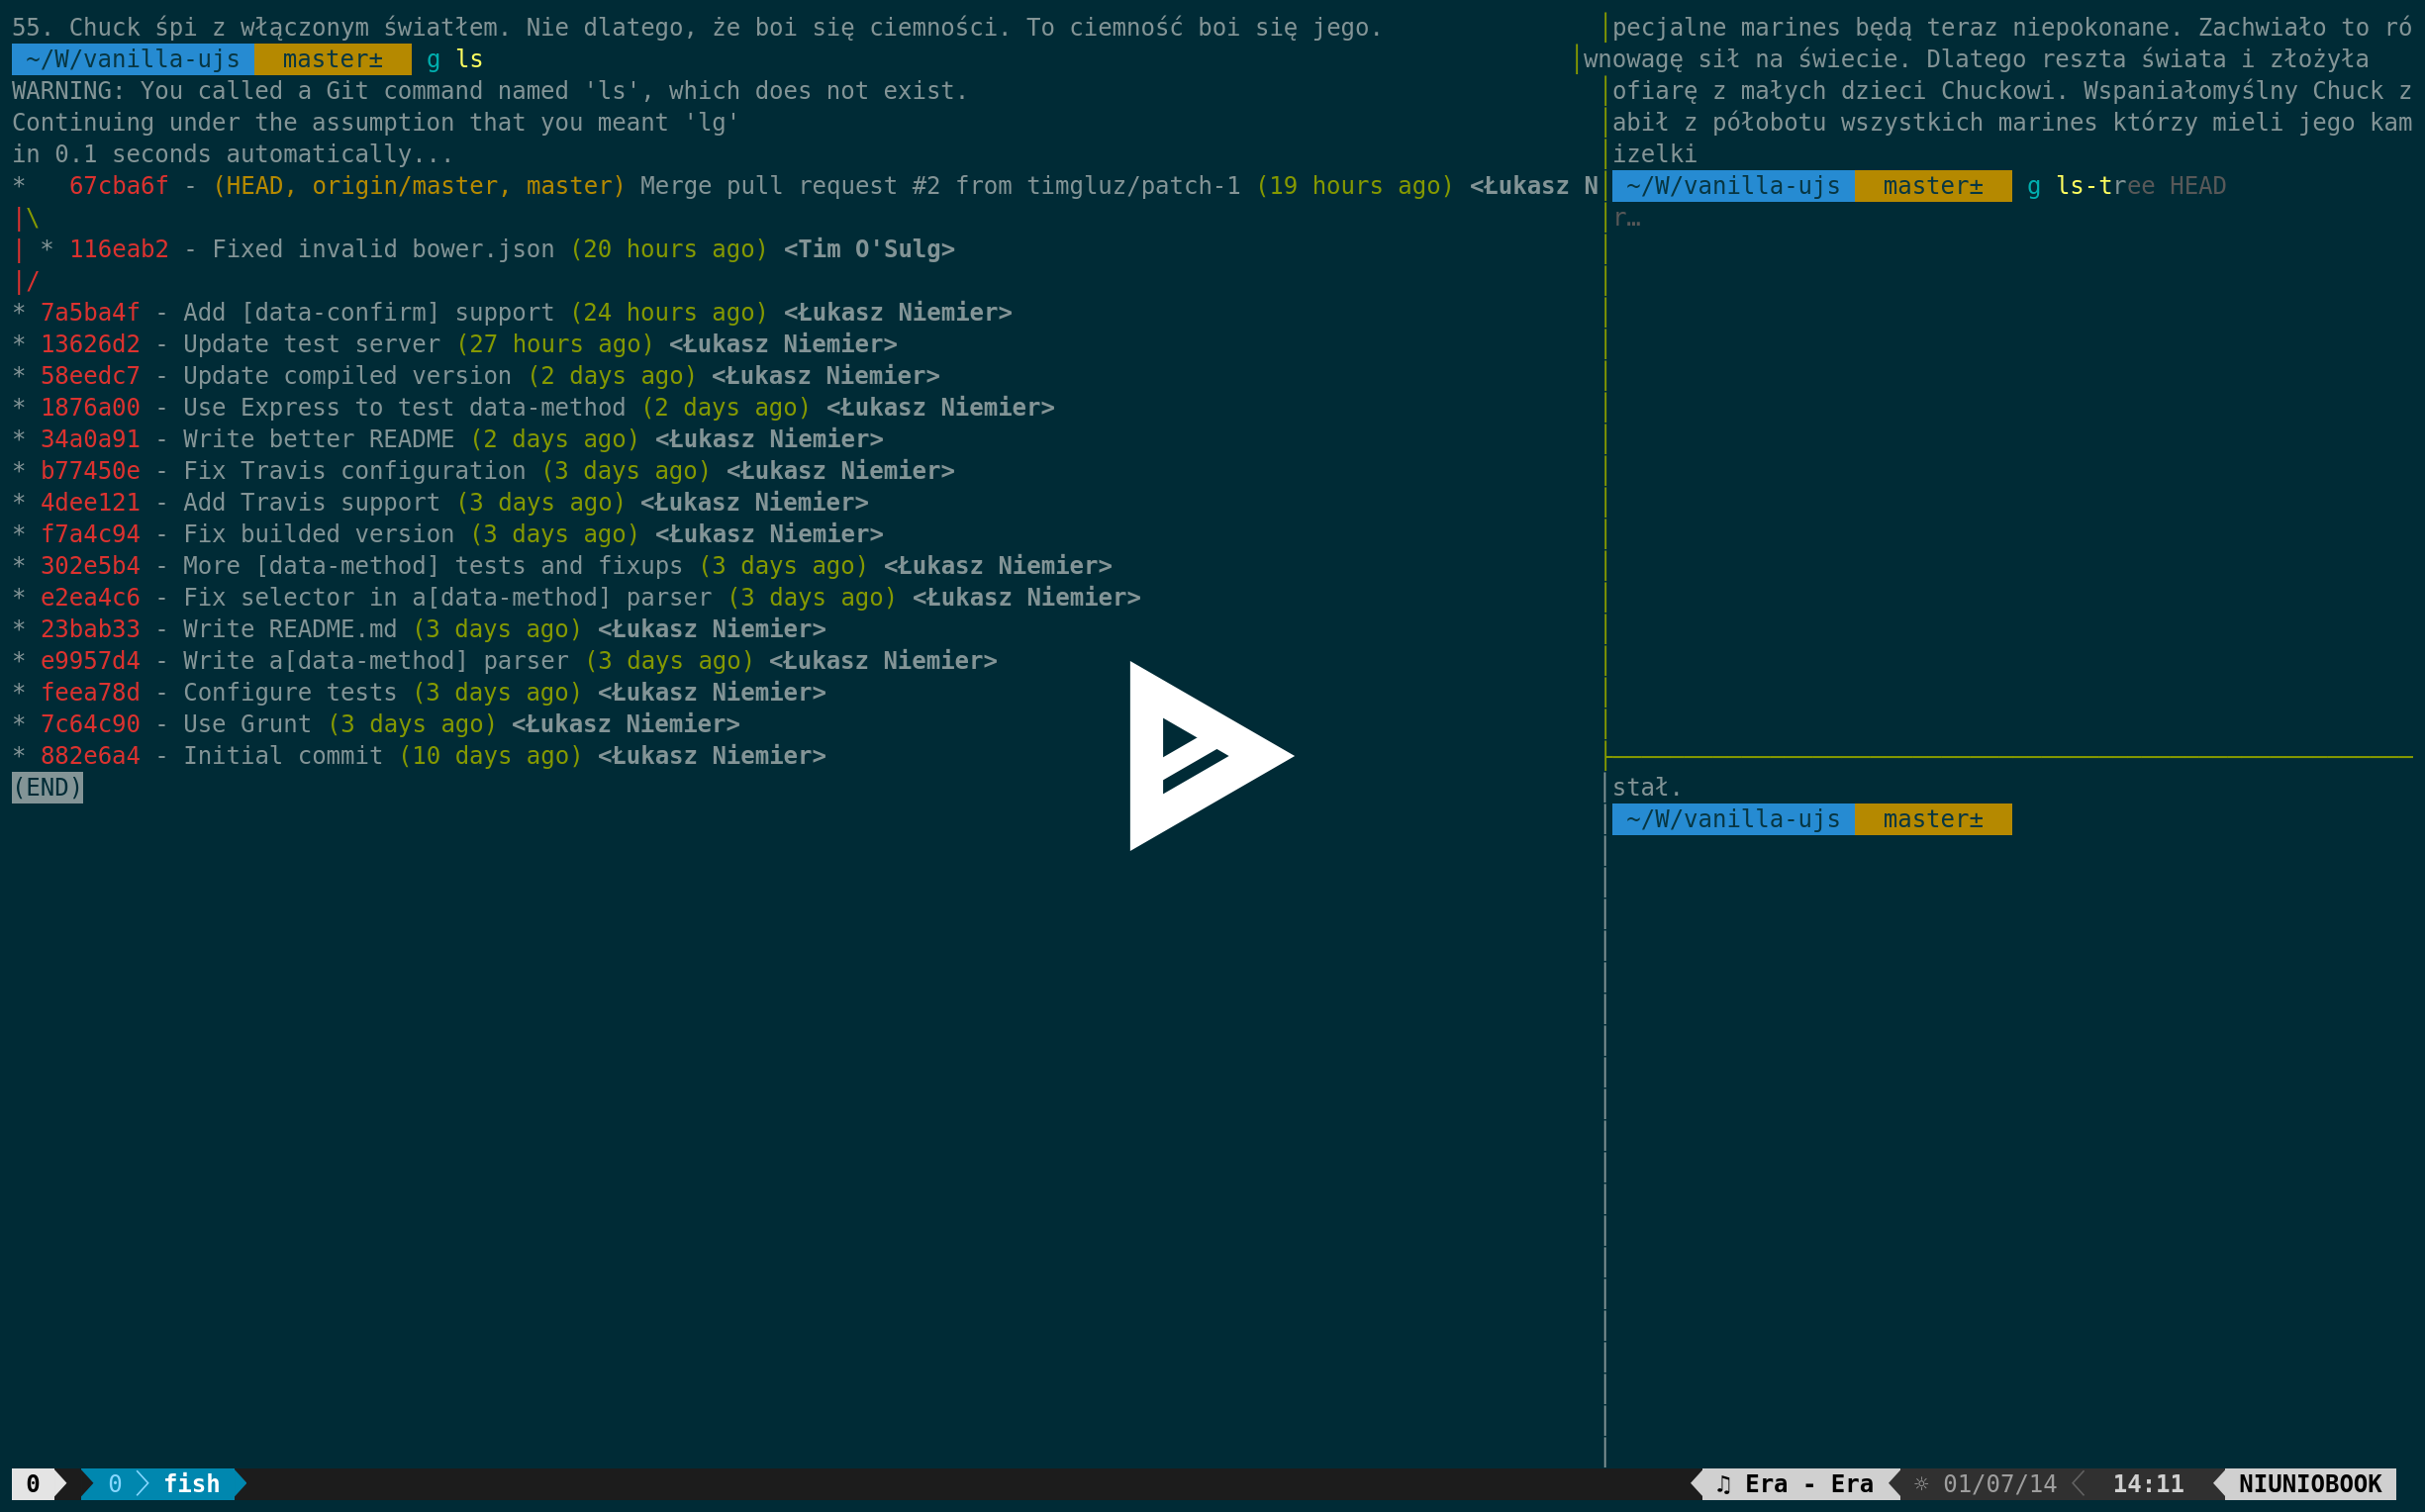 55. Chuck śpi z włączonym światłem. Nie dlatego, że boi się ciemności. To ciemność boi się jego.
~/W/vanilla-ujs master± g ls
WARNING: You called a Git command named 'ls', which does not exist.
Continuing under the assumption that you meant 'lg'
in 0.1 seconds automatically...
*   67cba6f - (HEAD, origin/master, master) Merge pull request #2 from timgluz/patch-1 (19 hours ago) <Łukasz N
|\
| * 116eab2 - Fixed invalid bower.json (20 hours ago) <Tim O'Sulg>
|/
* 7a5ba4f - Add [data-confirm] support (24 hours ago) <Łukasz Niemier>
* 13626d2 - Update test server (27 hours ago) <Łukasz Niemier>
* 58eedc7 - Update compiled version (2 days ago) <Łukasz Niemier>
* 1876a00 - Use Express to test data-method (2 days ago) <Łukasz Niemier>
* 34a0a91 - Write better README (2 days ago) <Łukasz Niemier>
* b77450e - Fix Travis configuration (3 days ago) <Łukasz Niemier>
* 4dee121 - Add Travis support (3 days ago) <Łukasz Niemier>
* f7a4c94 - Fix builded version (3 days ago) <Łukasz Niemier>
* 302e5b4 - More [data-method] tests and fixups (3 days ago) <Łukasz Niemier>
* e2ea4c6 - Fix selector in a[data-method] parser (3 days ago) <Łukasz Niemier>
* 23bab33 - Write README.md (3 days ago) <Łukasz Niemier>
* e9957d4 - Write a[data-method] parser (3 days ago) <Łukasz Niemier>
* feea78d - Configure tests (3 days ago) <Łukasz Niemier>
* 7c64c90 - Use Grunt (3 days ago) <Łukasz Niemier>
* 882e6a4 - Initial commit (10 days ago) <Łukasz Niemier>
(END)
pecjalne marines będą teraz niepokonane. Zachwiało to ró
wnowagę sił na świecie. Dlatego reszta świata i złożyła
ofiarę z małych dzieci Chuckowi. Wspaniałomyślny Chuck z
abił z półobotu wszystkich marines którzy mieli jego kam
izelki
~/W/vanilla-ujs master± g ls-tree HEAD
r…
stał.
~/W/vanilla-ujs master±
0 0 fish ♫ Era - Era ☼ 01/07/14 14:11 NIUNIOBOOK